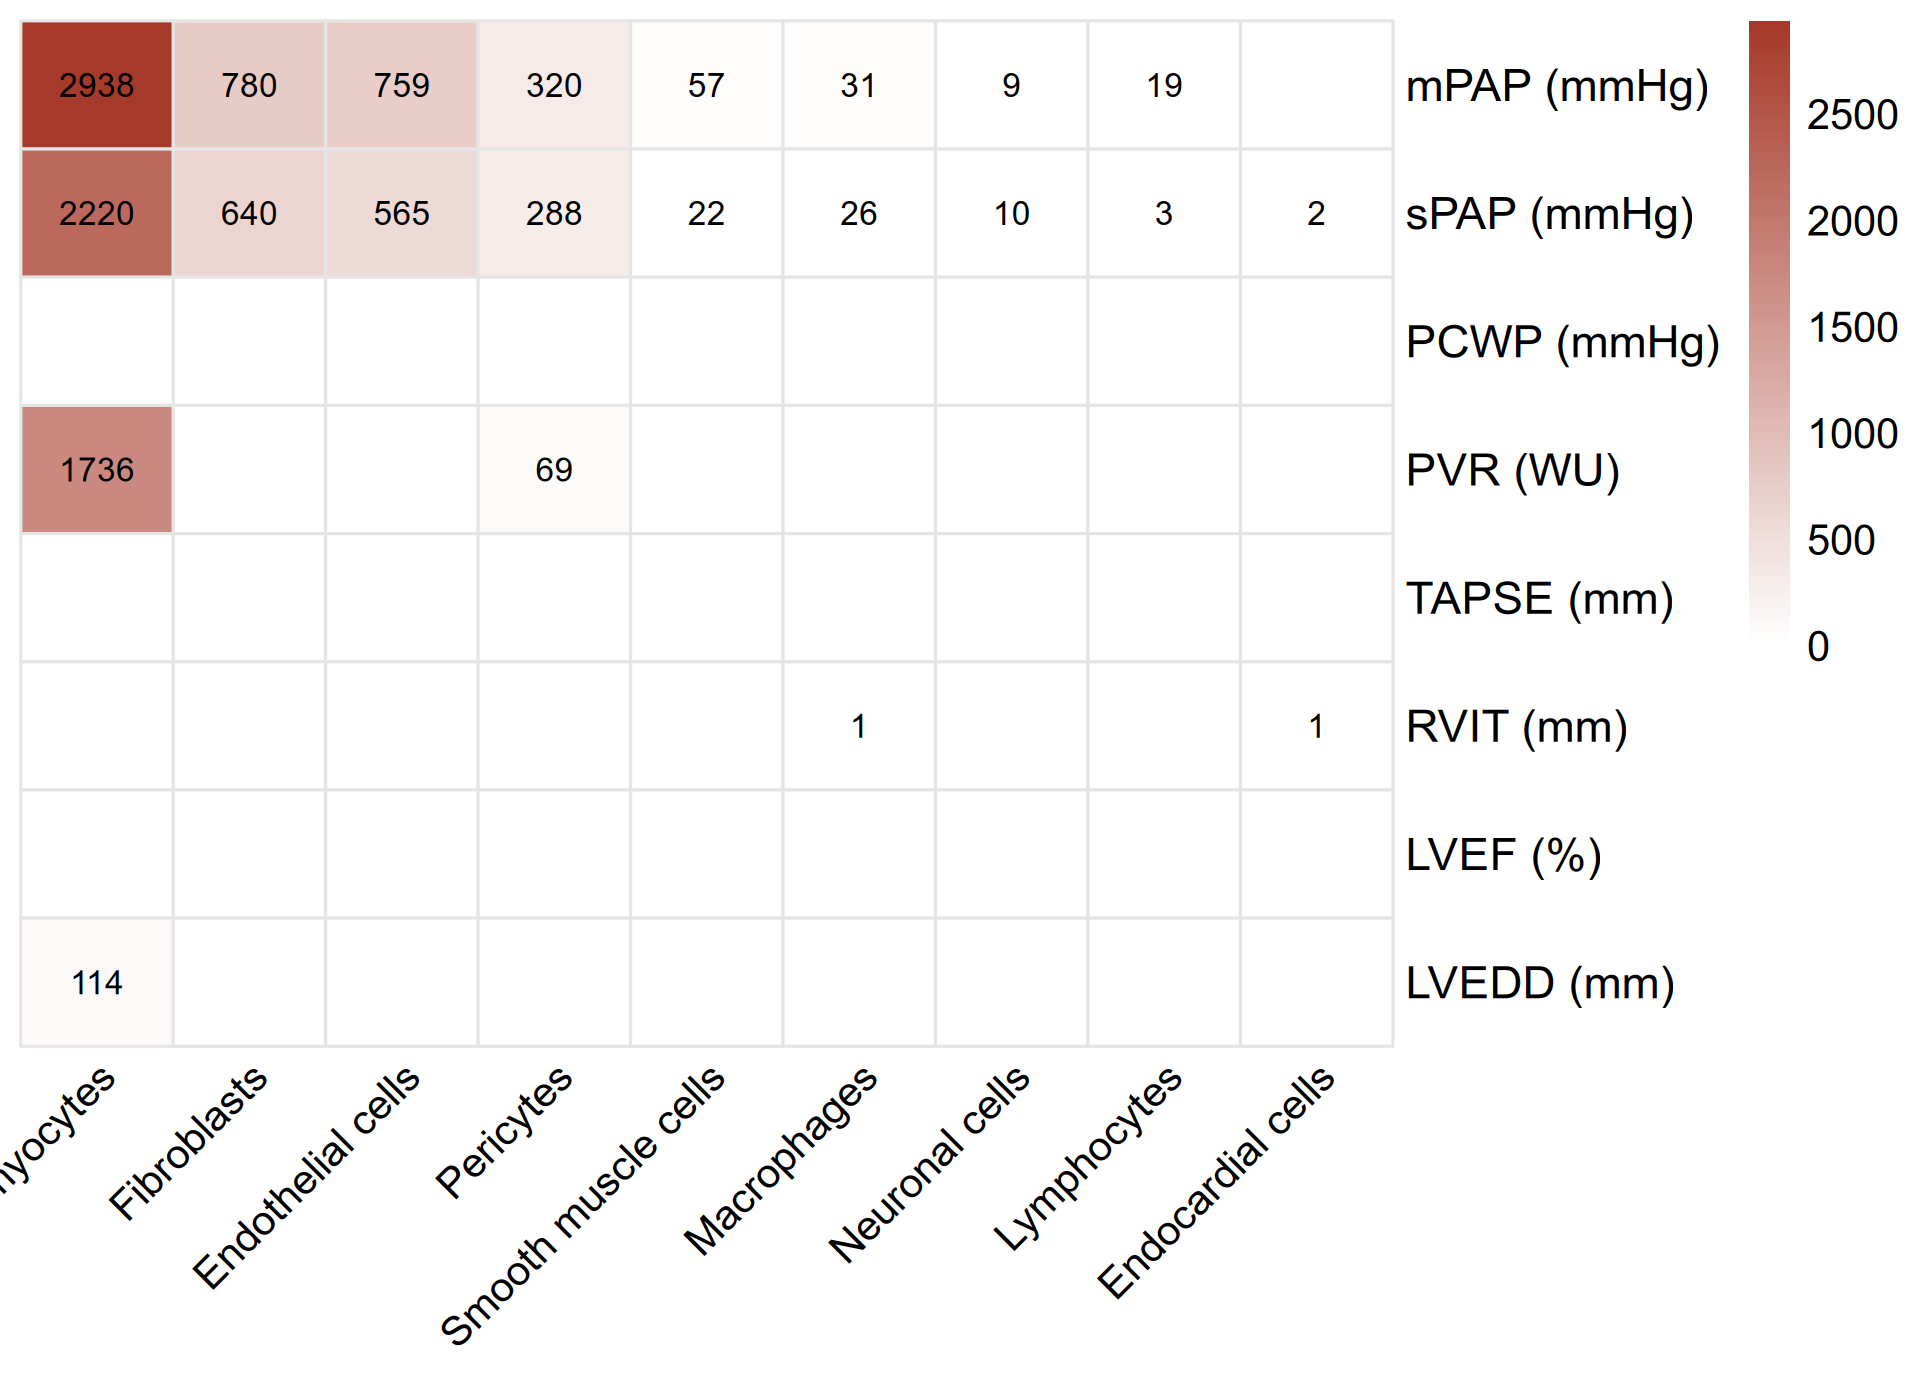 2938 780 759 320 57 31 9 19 mPAP (mmHg)
2220 640 565 288 22 26 10 3 2 sPAP (mmHg)
PCWP (mmHg)
1736 69 PVR (WU)
TAPSE (mm)
1 1 RVIT (mm)
LVEF (%)
114 LVEDD (mm)
2500
2000
1500
1000
500
0
yocytes
Fibroblasts
Endothelial cells
Pericytes
Smooth muscle cells
Macrophages
Neuronal cells
Lymphocytes
Endocardial cells